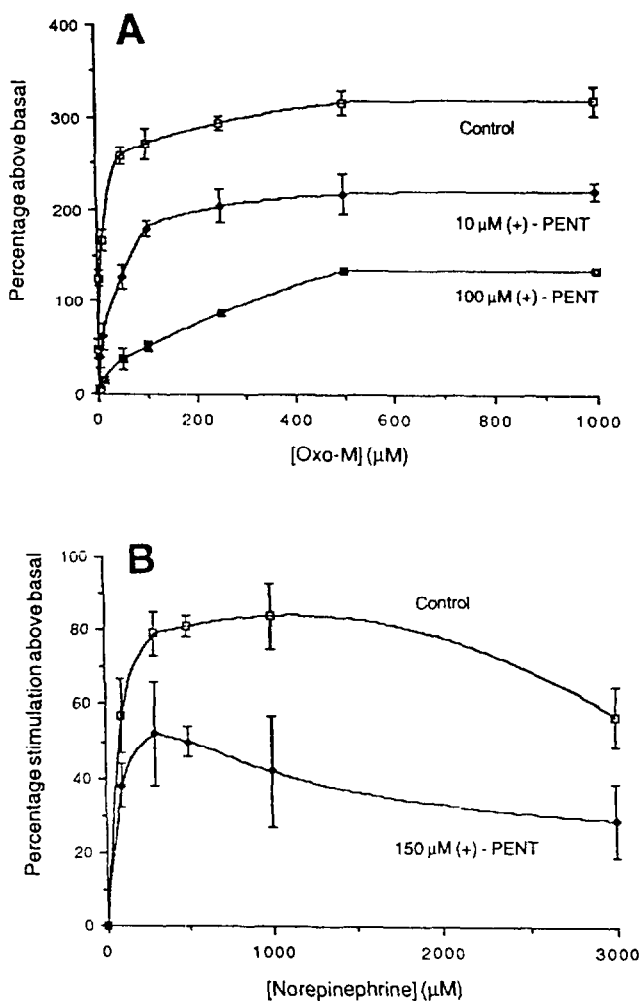 A
400
300
200
100
0
Percentage above basal
Control
10 µM (+) - PENT
100 µM (+) - PENT
0 200 400 600 800 1000
[Oxo-M] (µM)
B
100
80
60
40
20
0
Percentage stimulation above basal
Control
150 µM (+) - PENT
0 1000 2000 3000
[Norepinephrine] (µM)